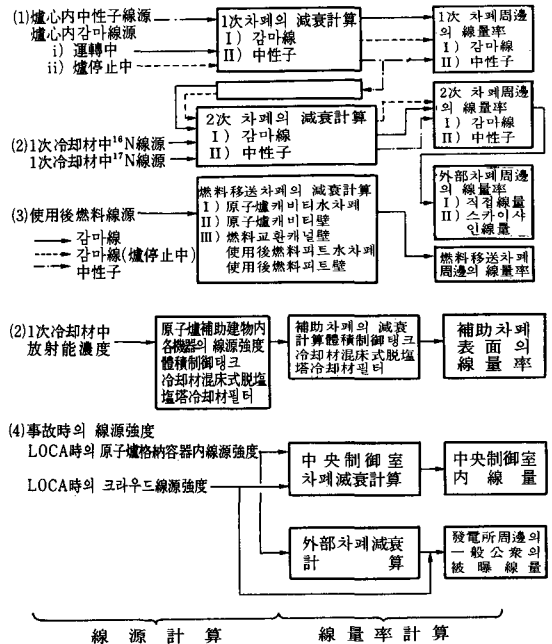 (1)爐心內中性子線源
爐心内감마線源
i) 運轉中
ii) 爐停止中
1次 차폐의 減衰計算
Ⅰ) 감마線
Ⅱ) 中性子
1次 차폐周邊
의 線量率
Ⅰ) 감마線
Ⅱ) 中性子
2次 차폐의 減衰計算
Ⅰ) 감마線
Ⅱ) 中性子
2次 차폐周邊
의 線量率
Ⅰ) 감마線
Ⅱ) 中性子
(2)1次冷却材中¹⁶N線源
1次冷却材中¹⁷N線源
外部차폐周邊
의 線量率
Ⅰ) 직접線量
Ⅱ) 스카이샤
인線量
(3)使用後燃料線源
燃料移送차폐의 減衰計算
Ⅰ) 原子爐캐비티水차폐
Ⅱ) 原子爐캐비티壁
Ⅲ) 燃料교환캐널壁
使用後燃料피트水차폐
使用後燃料피트壁
燃料移送차폐
周邊의 線量率
감마線
감마線(爐停止中)
中性子
(2)1次冷却材中
放射能濃度
原子爐補助建物內
各機器의 線源強度
體積制御탱크
冷却材混床式脫塩
塩塔冷却材필터
補助차폐의 減衰
計算體積制御탱크
冷却材混床式脫塩
塔冷却材필터
補助차폐
表面의
線量率
(4)事故時의 線源強度
LOCA時의 原子爐格納容器內線源強度
LOCA時의 크라우드線源強度
中央制御室
차폐減衰計算
中央制御室
內 線量
外部차폐減衰
計 算
發電所周邊의
一般公衆의
被曝線量
線 源 計 算
線 量 率 計 算